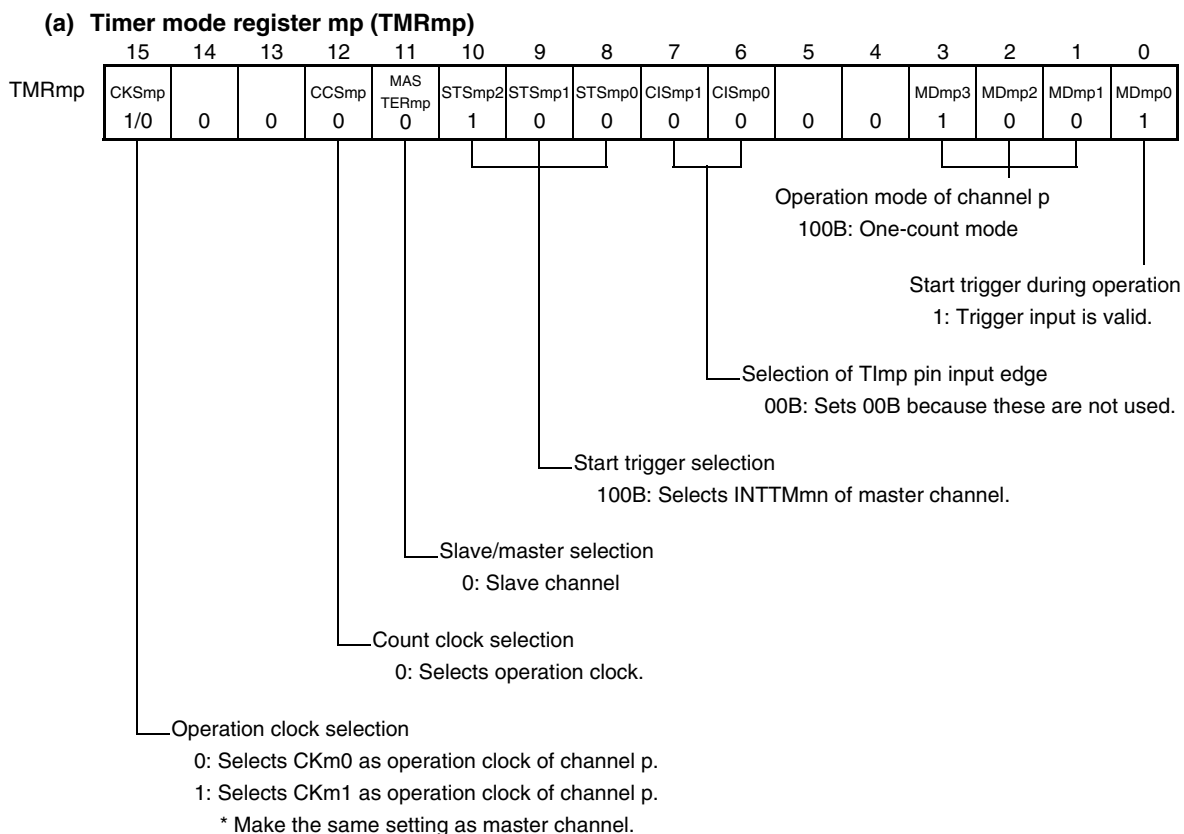 (a) Timer mode register mp (TMRmp)
15 14 13 12 11 10 9 8 7 6 5 4 3 2 1 0
TMRmp CKSmp CCSmp MAS TERmp STSmp2 STSmp1 STSmp0 CISmp1 CISmp0 MDmp3 MDmp2 MDmp1 MDmp0
1/0 0 0 0 0 1 0 0 0 0 0 0 1 0 0 1
Operation mode of channel p
100B: One-count mode
Start trigger during operation
1: Trigger input is valid.
Selection of TImp pin input edge
00B: Sets 00B because these are not used.
Start trigger selection
100B: Selects INTTMmn of master channel.
Slave/master selection
0: Slave channel
Count clock selection
0: Selects operation clock.
Operation clock selection
0: Selects CKm0 as operation clock of channel p.
1: Selects CKm1 as operation clock of channel p.
* Make the same setting as master channel.